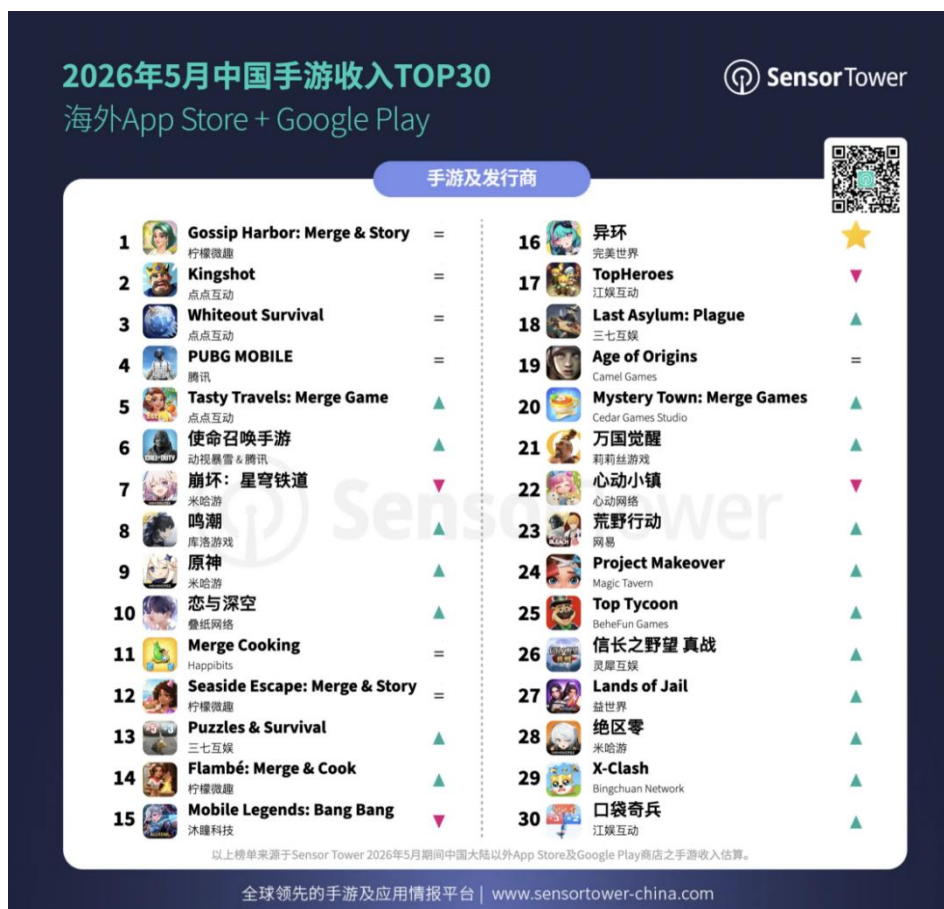 2026年5月中国手游收入TOP30
SensorTower
海外App Store + Google Play
手游及发行商
1 Gossip Harbor: Merge & Story =
柠檬微趣
2 Kingshot =
点点互动
3 Whiteout Survival =
点点互动
4 PUBG MOBILE =
腾讯
5 Tasty Travels: Merge Game ▲
点点互动
6 使命召唤手游 ▲
动视暴雪 & 腾讯
7 崩坏：星穹铁道 ▼
米哈游
8 鸣潮 ▲
库洛游戏
9 原神 ▲
米哈游
10 恋与深空 ▲
叠纸网络
11 Merge Cooking =
Happibits
12 Seaside Escape: Merge & Story =
柠檬微趣
13 Puzzles & Survival ▲
三七互娱
14 Flambé: Merge & Cook ▲
柠檬微趣
15 Mobile Legends: Bang Bang ▼
沐瞳科技
16 异环
完美世界
17 TopHeroes ▼
江娱互动
18 Last Asylum: Plague ▲
三七互娱
19 Age of Origins =
Camel Games
20 Mystery Town: Merge Games ▲
Cedar Games Studio
21 万国觉醒 ▲
莉莉丝游戏
22 心动小镇 ▼
心动网络
23 荒野行动 ▲
网易
24 Project Makeover ▲
Magic Tavern
25 Top Tycoon ▲
BeheFun Games
26 信长之野望 真战 ▲
灵犀互娱
27 Lands of Jail ▲
益世界
28 绝区零 ▲
米哈游
29 X-Clash ▲
Bingchuan Network
30 口袋奇兵 ▲
江娱互动
SensorTower
以上榜单来源于Sensor Tower 2026年5月期间中国大陆以外App Store及Google Play商店之手游收入估算。
全球领先的手游及应用情报平台 | www.sensortower-china.com